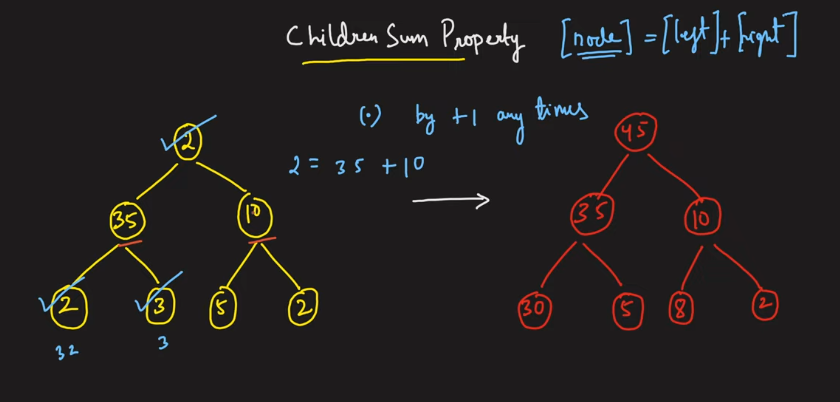 Children Sum Property [node] = [left] + [right]
(.) by +1 any times
2 = 35 + 10
2
35 10
2 3 5 2
32 3
45
35 10
30 5 8 2